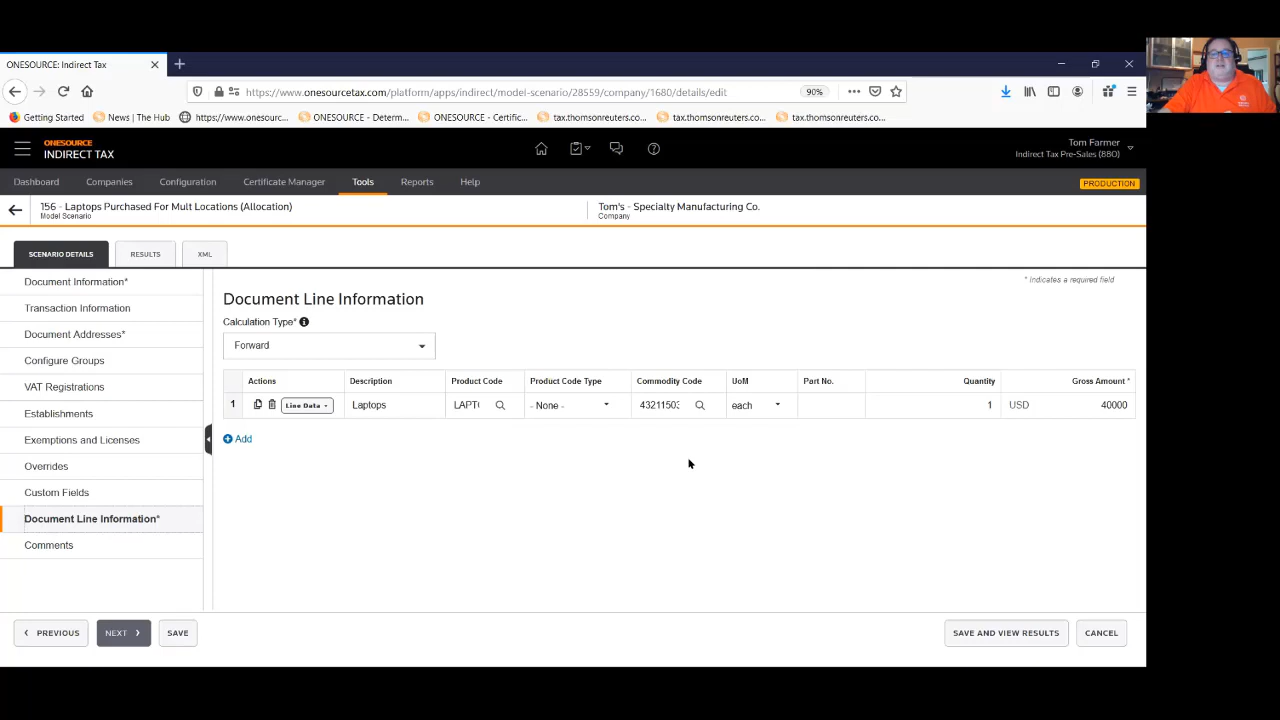 ONESOURCE: Indirect Tax
https://www.onesourcetax.com/platform/apps/indirect/model-scenario/28559/company/1680/details/edit
90%
Getting Started
News | The Hub
https://www.onesourc...
ONESOURCE - Determ...
ONESOURCE - Certific...
tax.thomsonreuters.co...
tax.thomsonreuters.co...
tax.thomsonreuters.co...
ONESOURCE
INDIRECT TAX
Tom Farmer
Indirect Tax Pre-Sales (880)
Dashboard
Companies
Configuration
Certificate Manager
Tools
Reports
Help
PRODUCTION
156 - Laptops Purchased For Mult Locations (Allocation)
Model Scenario
Tom's - Specialty Manufacturing Co.
Company
SCENARIO DETAILS
RESULTS
XML
Document Information*
Transaction Information
Document Addresses*
Configure Groups
VAT Registrations
Establishments
Exemptions and Licenses
Overrides
Custom Fields
Document Line Information*
Comments
* Indicates a required field
Document Line Information
Calculation Type*
Forward
Actions Description Product Code Product Code Type Commodity Code UoM Part No. Quantity Gross Amount *
1 Line Data Laptops LAPT - None - 4321150 each 1 USD 40000
Add
PREVIOUS
NEXT
SAVE
SAVE AND VIEW RESULTS
CANCEL